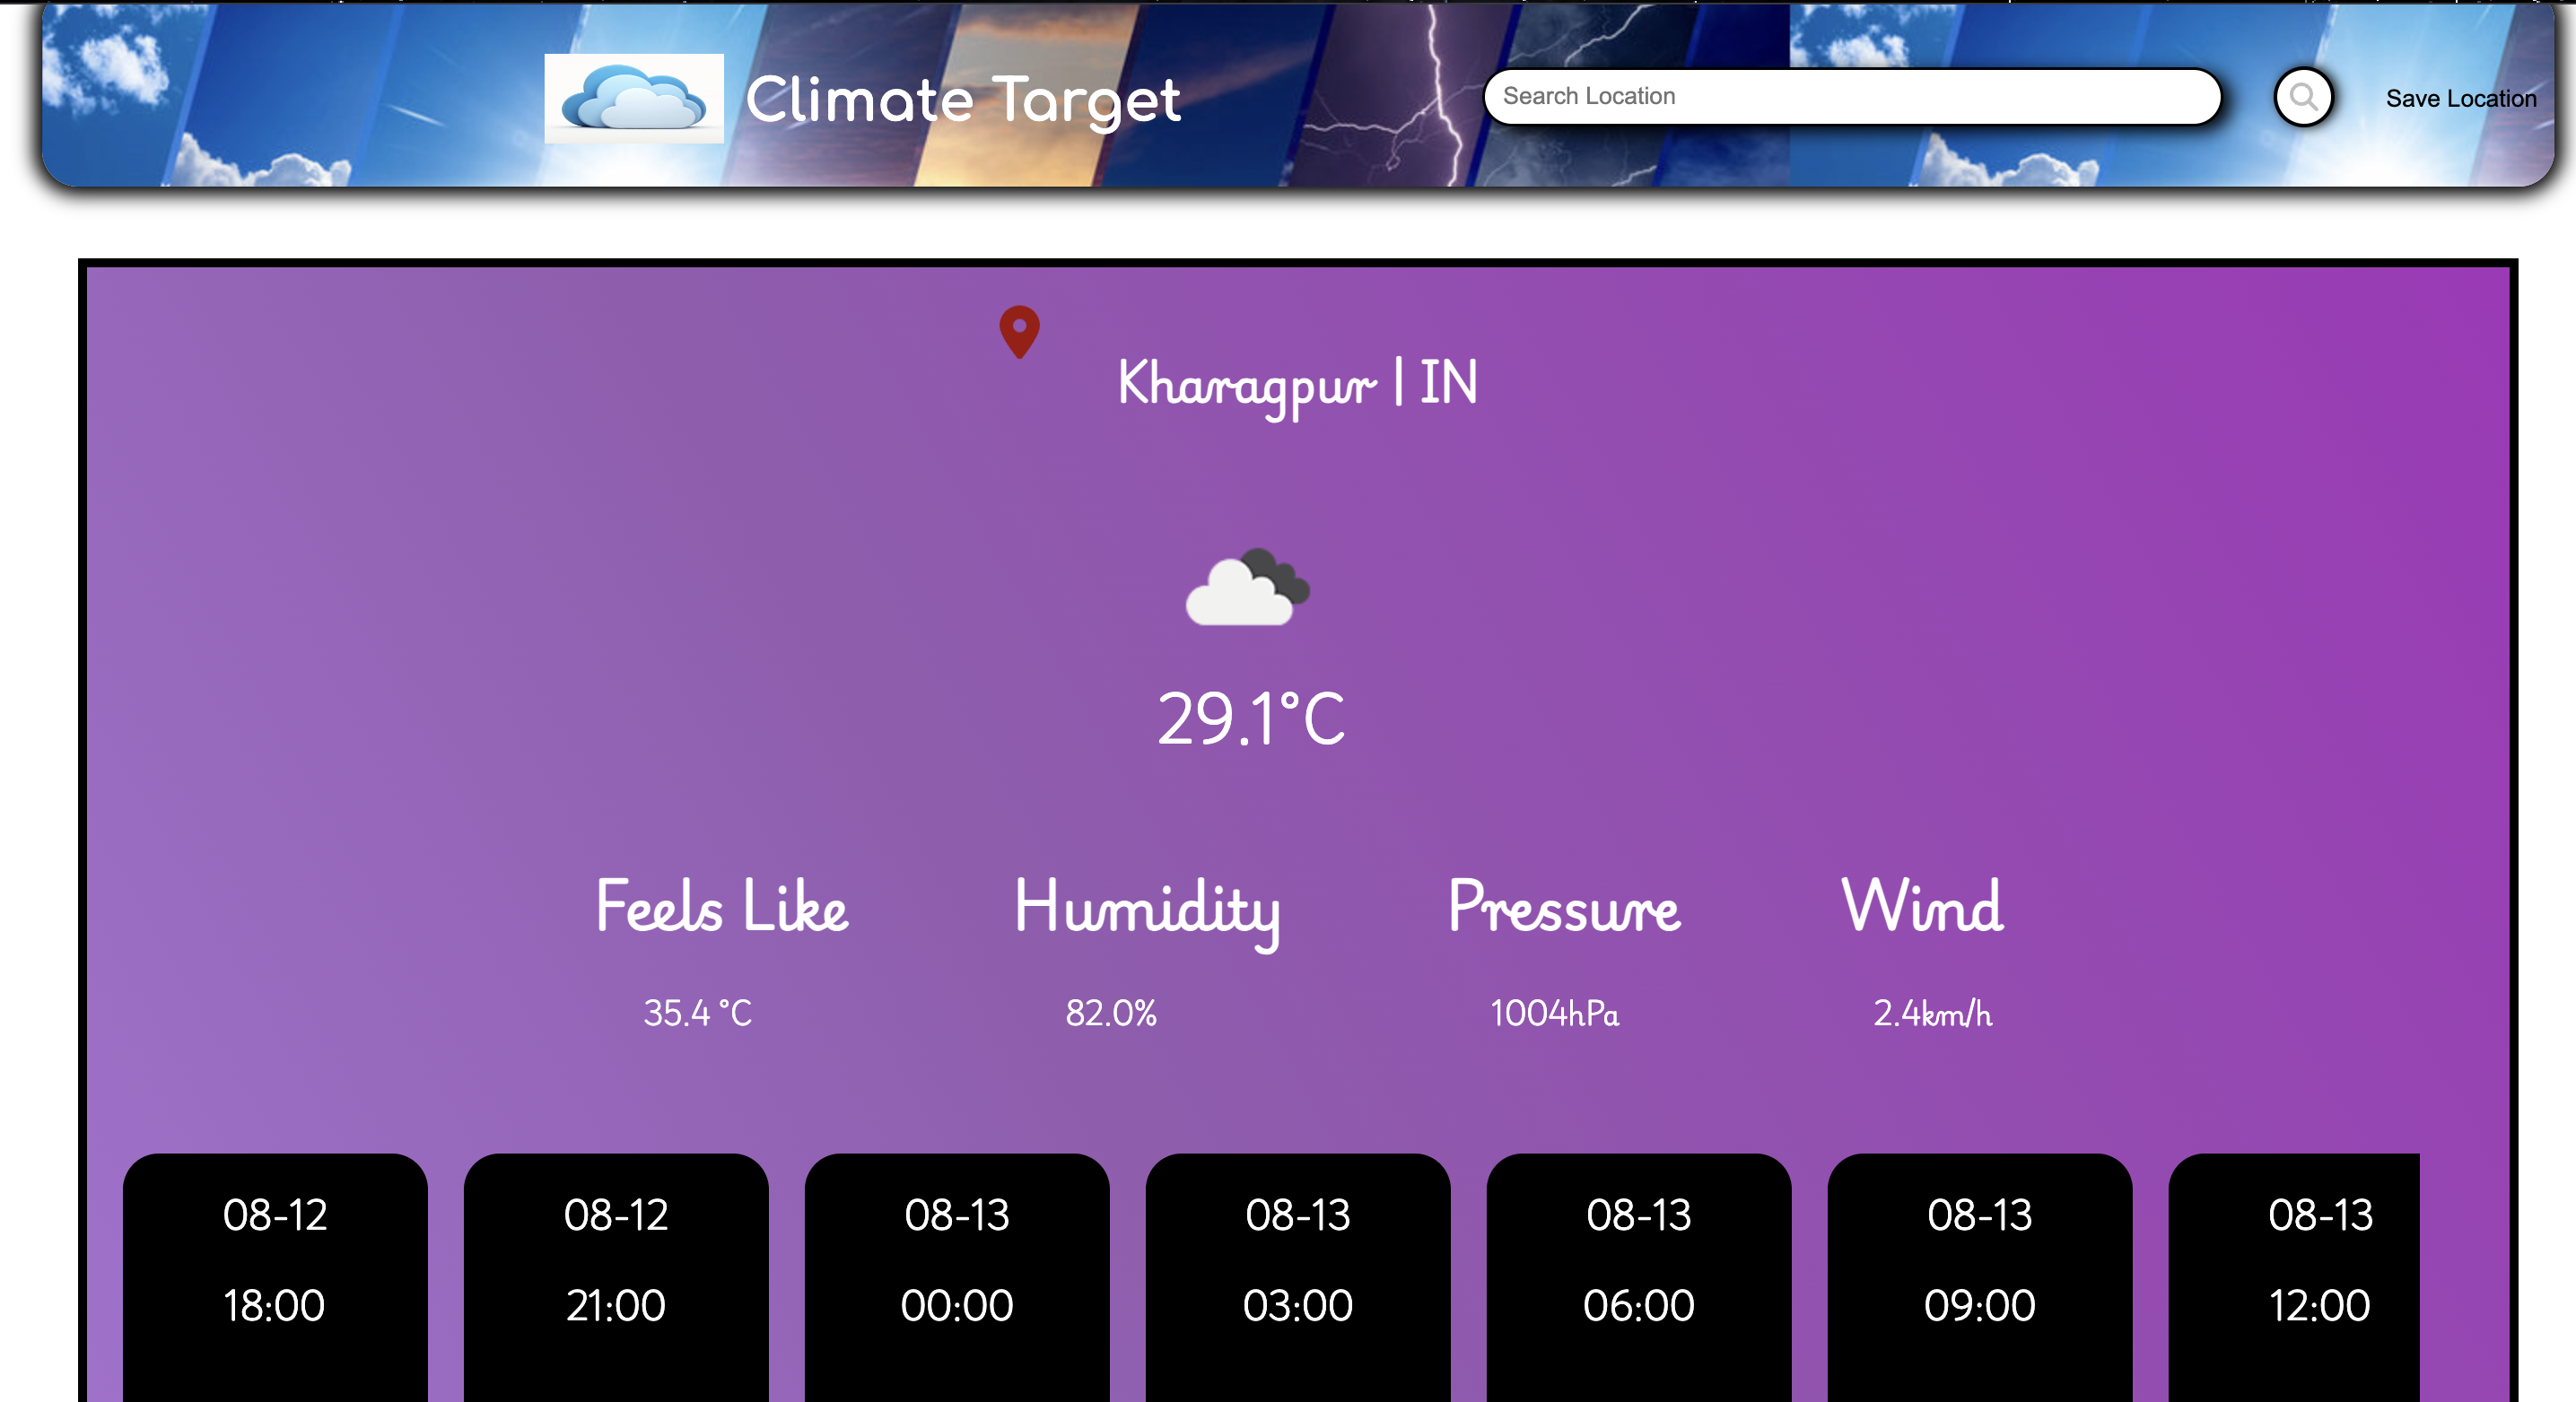 Climate Target
Search Location
Save Location
Kharagpur | IN
29.1°C
Feels Like Humidity Pressure Wind
35.4 °C 82.0% 1004hPa 2.4km/h
08-12 08-12 08-13 08-13 08-13 08-13 08-13
18:00 21:00 00:00 03:00 06:00 09:00 12:00